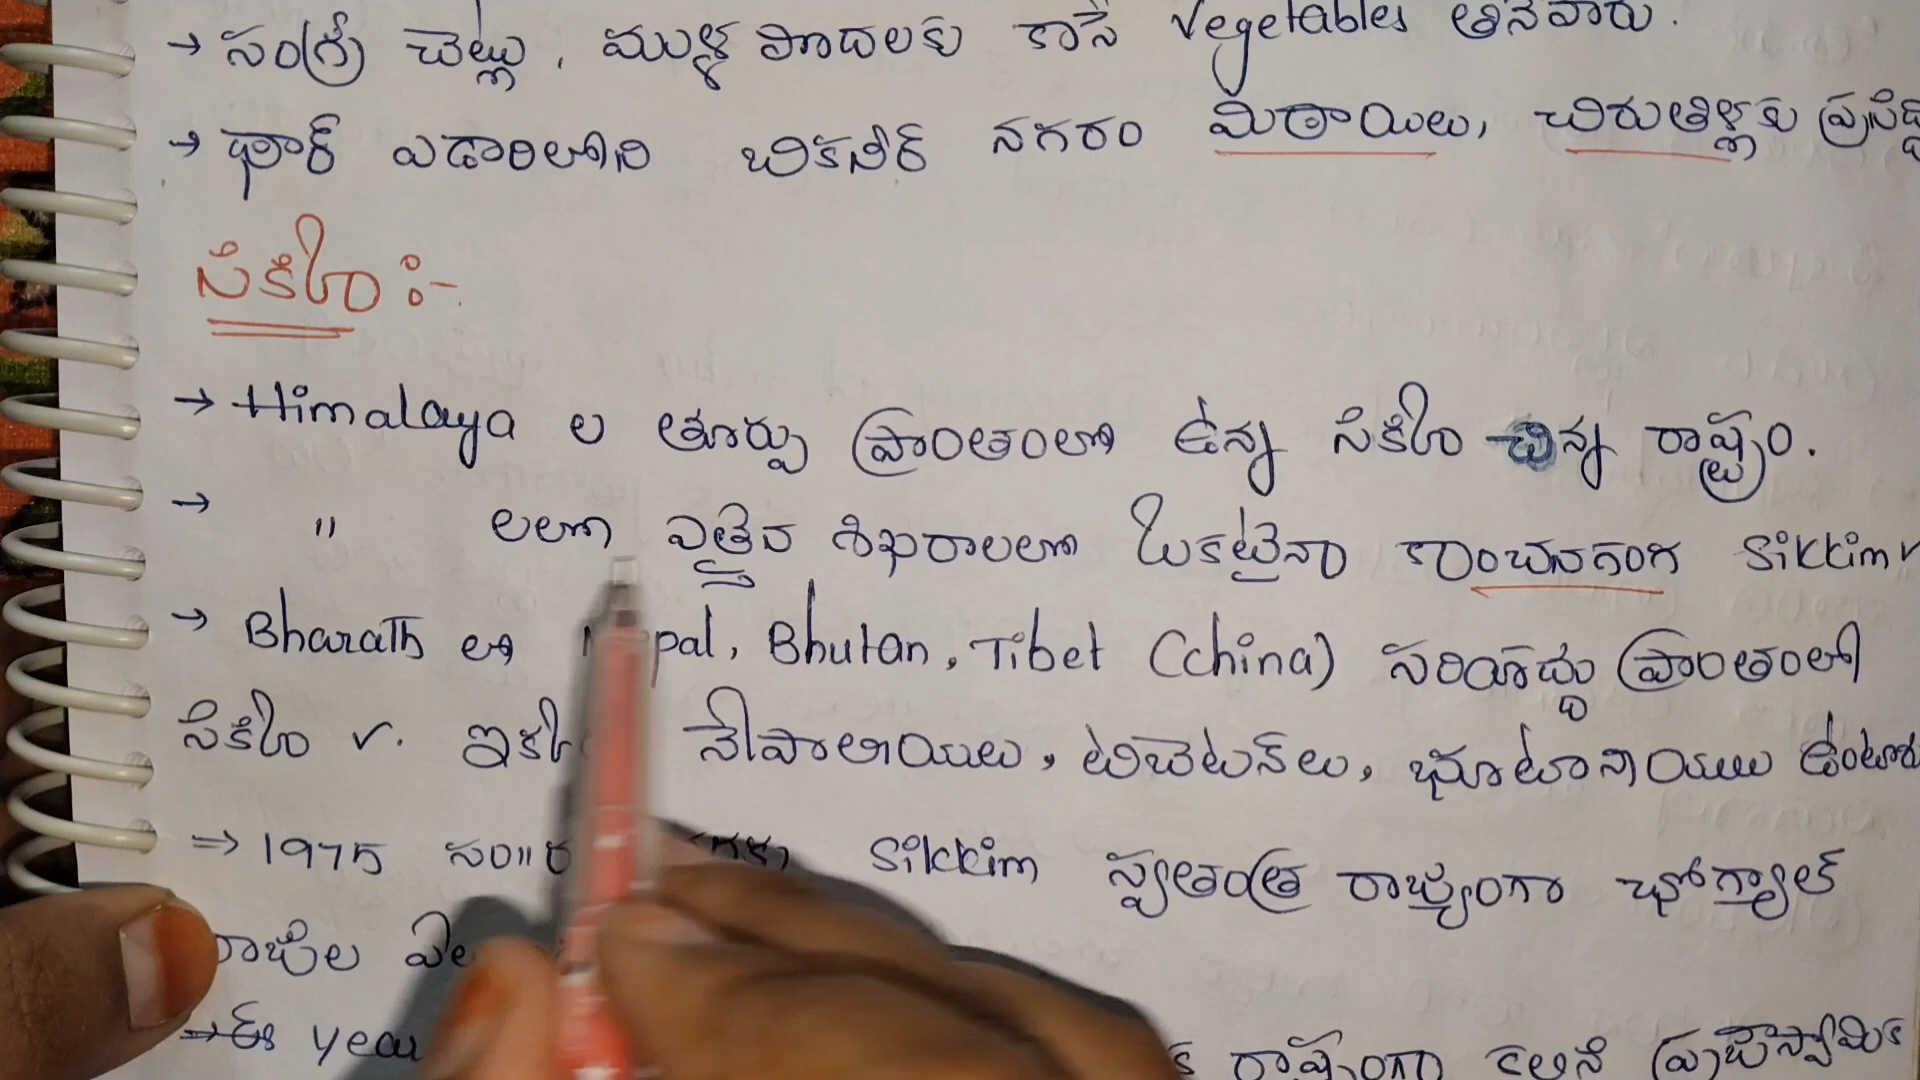 → సంగ్రి చెట్లు, ముళ్ళ పొదలకు కాసే Vegetables తినేవారు.
→ థార్ ఎడారిలోని బికనీర్ నగరం మిఠాయిలు, చిరుతిళ్లకు ప్రసిద్ధి
సిక్కిం :-
→ Himalaya ల తూర్పు ప్రాంతంలో ఉన్న సిక్కిం చిన్న రాష్ట్రం.
→ " లలో ఎత్తైన శిఖరాలలో ఒకటైనా కాంచనగంగ Sikkim
→ Bharath లో pal, Bhutan, Tibet (china) సరిహద్దు ప్రాంతంలో
సిక్కిం v. ఇక్క నేపాలీయులు, టిబెటన్లు, భూటానీయులు ఉంటారు
⇒ 1975 సం॥ర Sikkim స్వతంత్ర రాజ్యంగా ఛోగ్యాల్
రాజుల
→ ఈ year రాష్ట్రంగా కలిసి ప్రజాస్వామిక